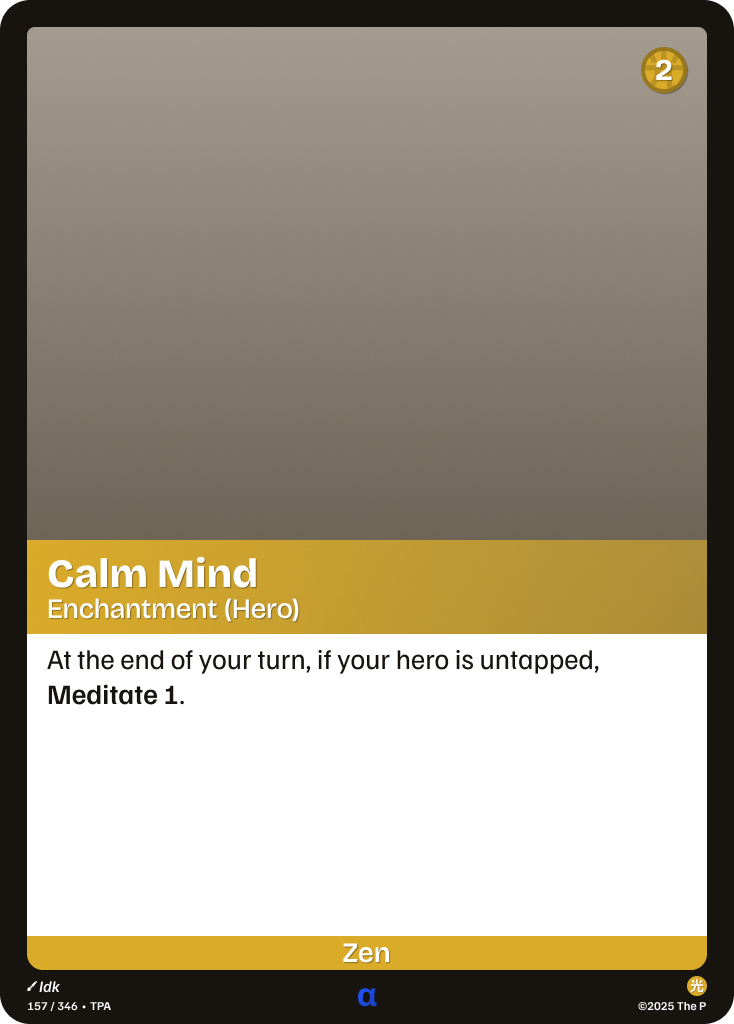 2
Calm Mind
Enchantment (Hero)
At the end of your turn, if your hero is untapped,
Meditate 1.
Zen
Idk
157 / 346 • TPA
α
光
©2025 The P